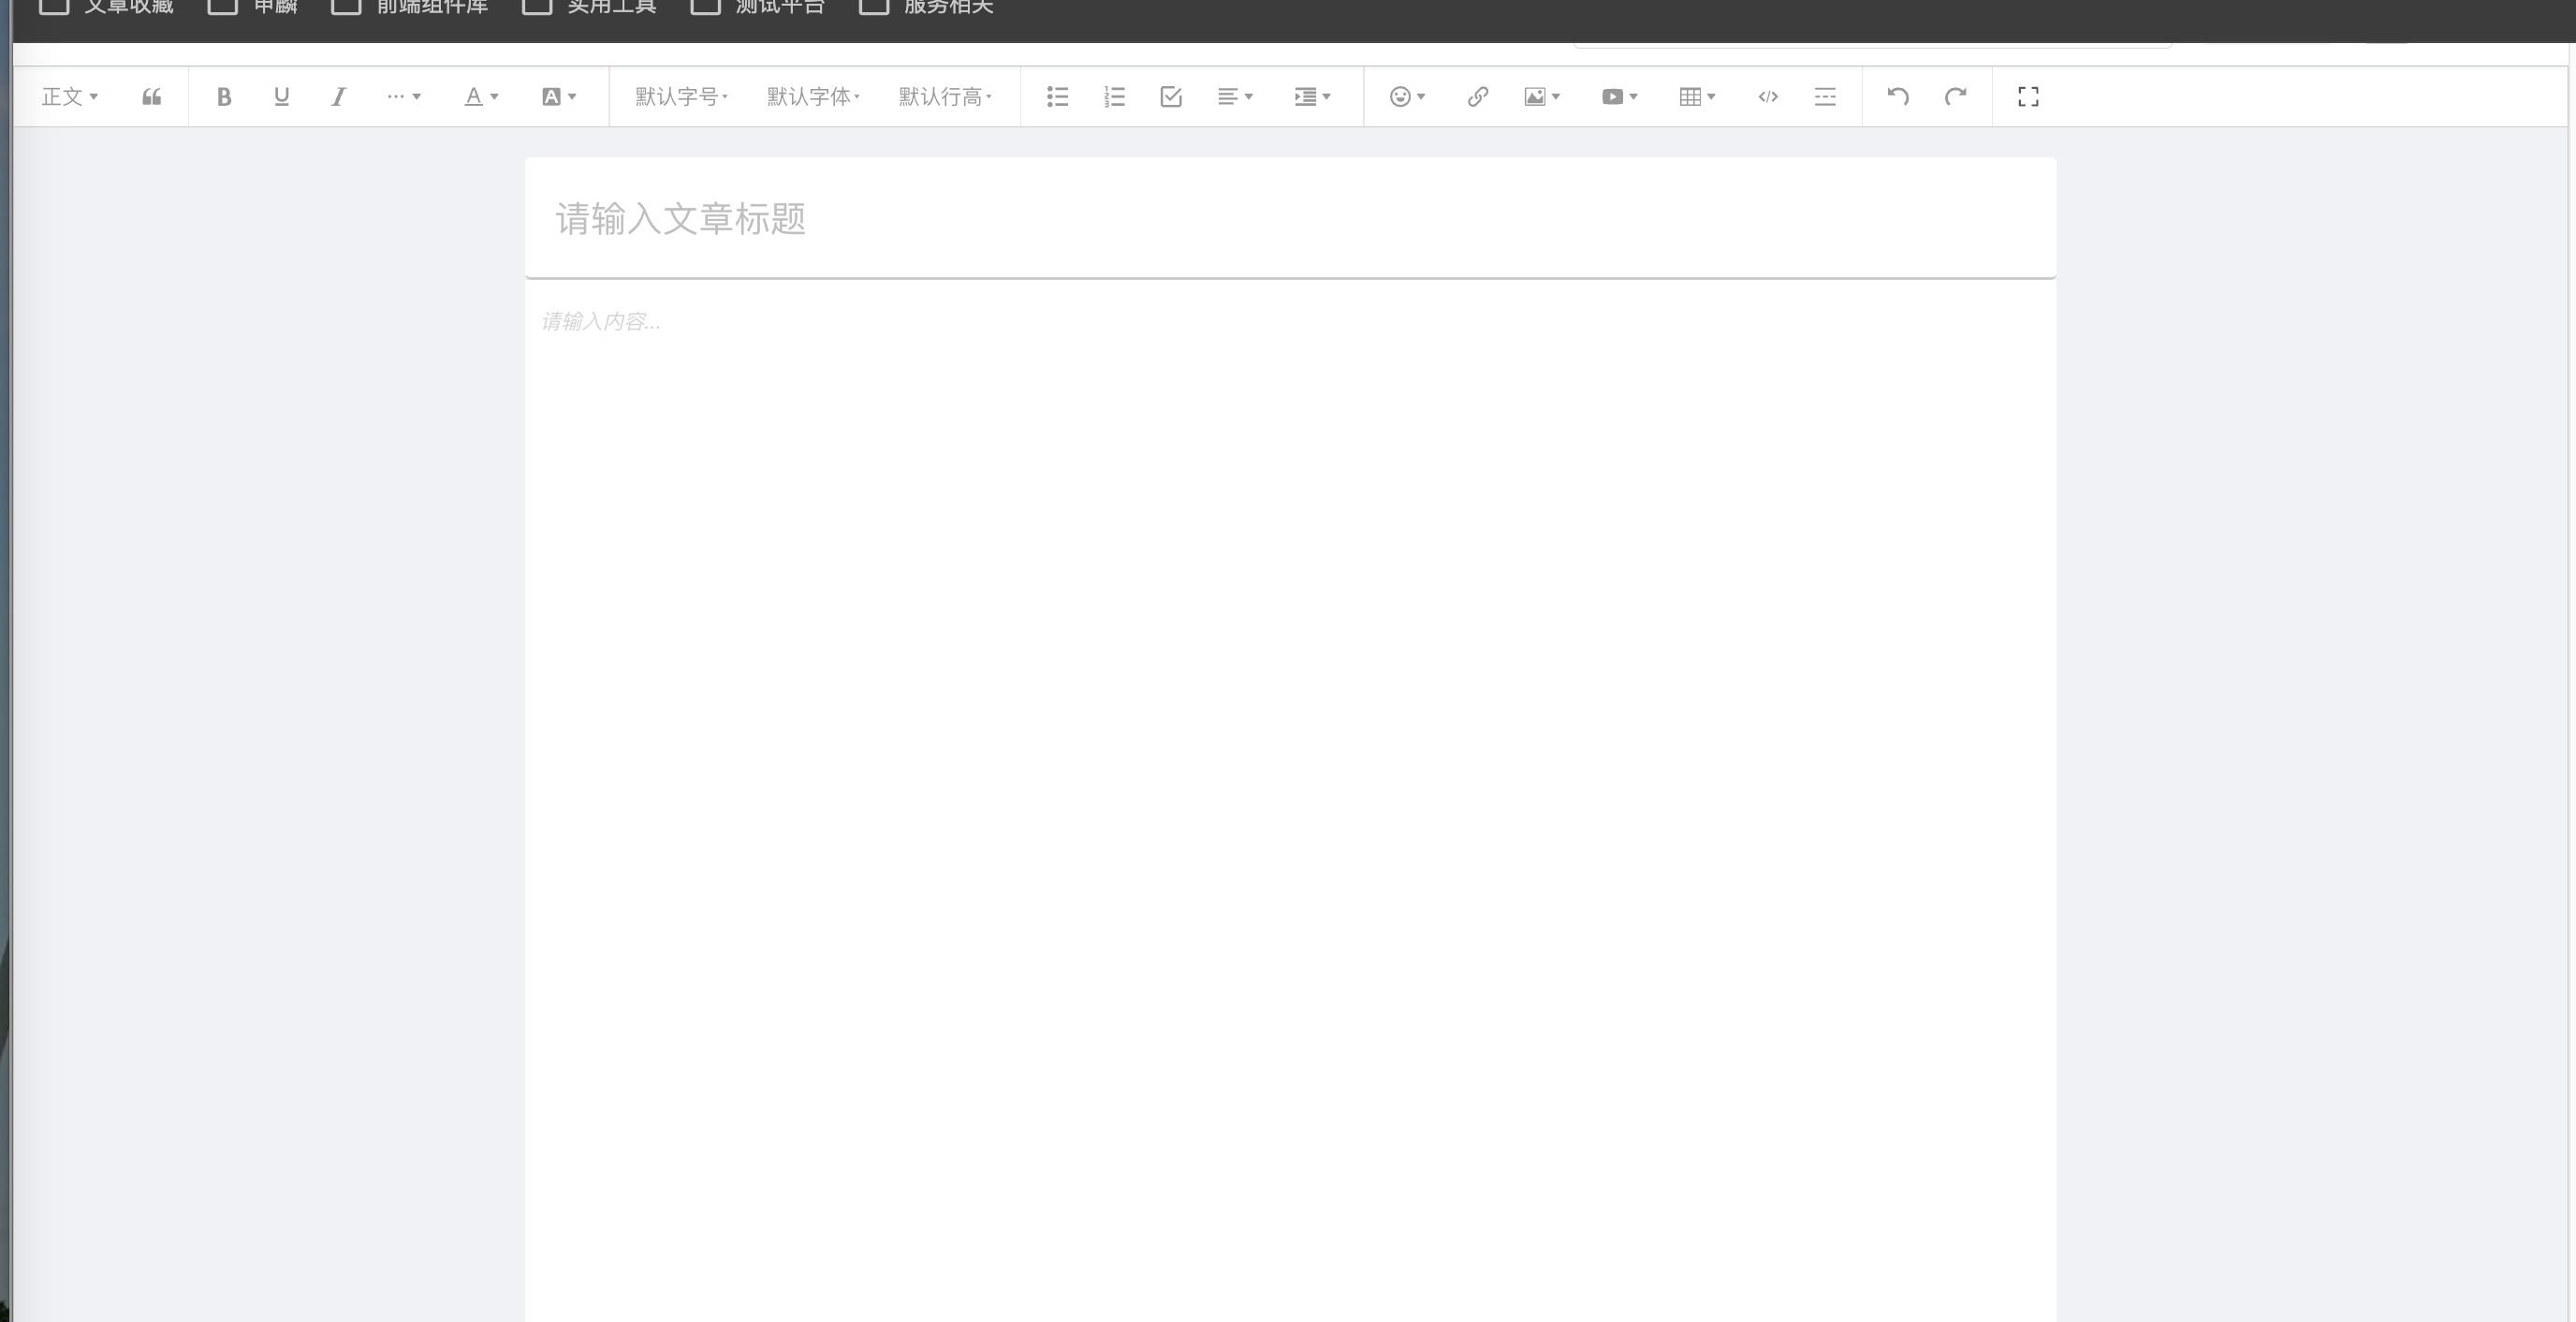 文章收藏 申麟 前端组件库 实用工具 测试平台 服务相关
正文 B U I A A 默认字号 默认字体 默认行高
请输入文章标题
请输入内容...